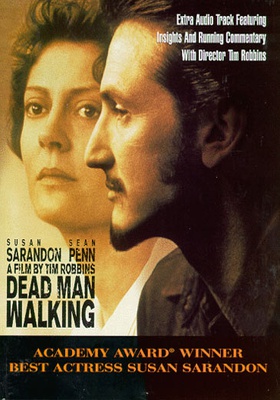 Extra Audio Track Featuring
Insights And Running Commentary
With Director Tim Robbins
SUSAN SEAN
SARANDON PENN
A FILM BY TIM ROBBINS
DEAD MAN
WALKING
ACADEMY AWARD® WINNER
BEST ACTRESS SUSAN SARANDON